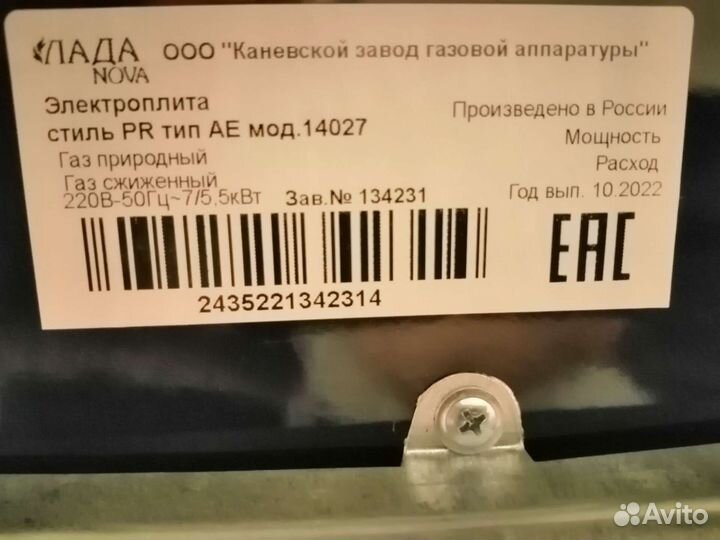 ЛАДА
NOVA
ООО "Каневской завод газовой аппаратуры"
Электроплита
стиль PR тип АЕ мод.14027
Газ природный
Газ сжиженный
220В-50Гц~7/5,5кВт Зав.№ 134231
Произведено в России
Мощность
Расход
Год вып. 10.2022
2435221342314
EAC
Avito